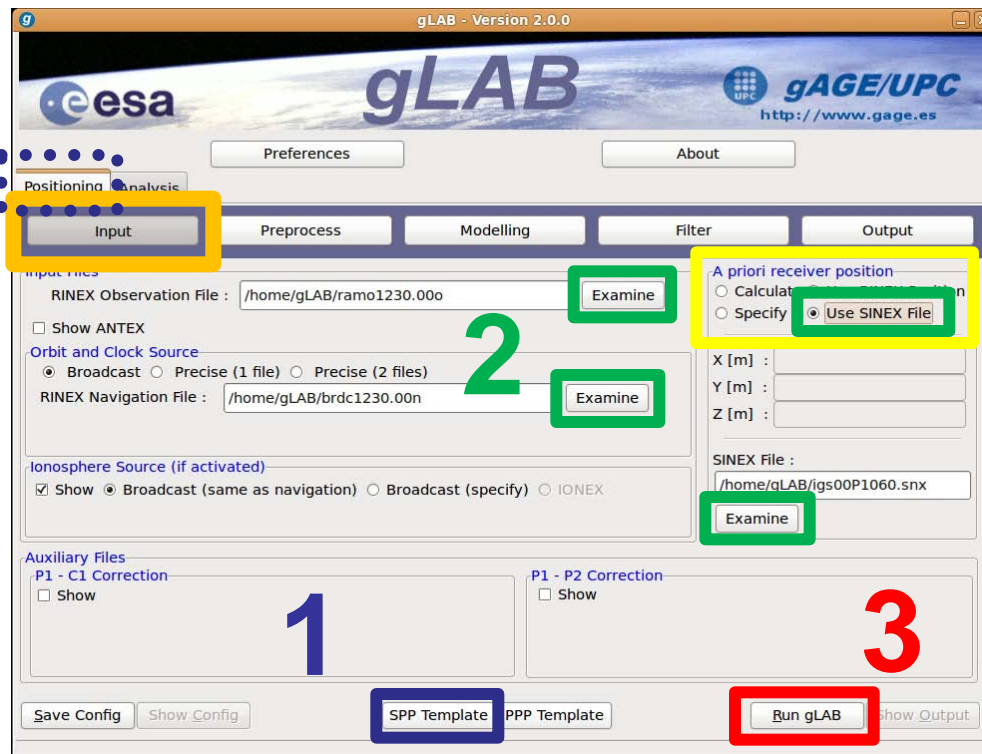 gLAB - Version 2.0.0
esa
gLAB
UPC
gAGE/UPC
http://www.gage.es
Preferences
About
Positioning
Analysis
Input
Preprocess
Modelling
Filter
Output
Input Files
RINEX Observation File :
/home/gLAB/ramo1230.00o
Examine
Show ANTEX
2
Orbit and Clock Source
Broadcast
Precise (1 file)
Precise (2 files)
RINEX Navigation File :
/home/gLAB/brdc1230.00n
Examine
Ionosphere Source (if activated)
Show
Broadcast (same as navigation)
Broadcast (specify)
IONEX
A priori receiver position
Calculat
Specify
Use SINEX File
X [m] :
Y [m] :
Z [m] :
SINEX File :
/home/gLAB/igs00P1060.snx
Examine
Auxiliary Files
P1 - C1 Correction
Show
1
P1 - P2 Correction
Show
3
Save Config
Show Config
SPP Template
PPP Template
Run gLAB
Show Output